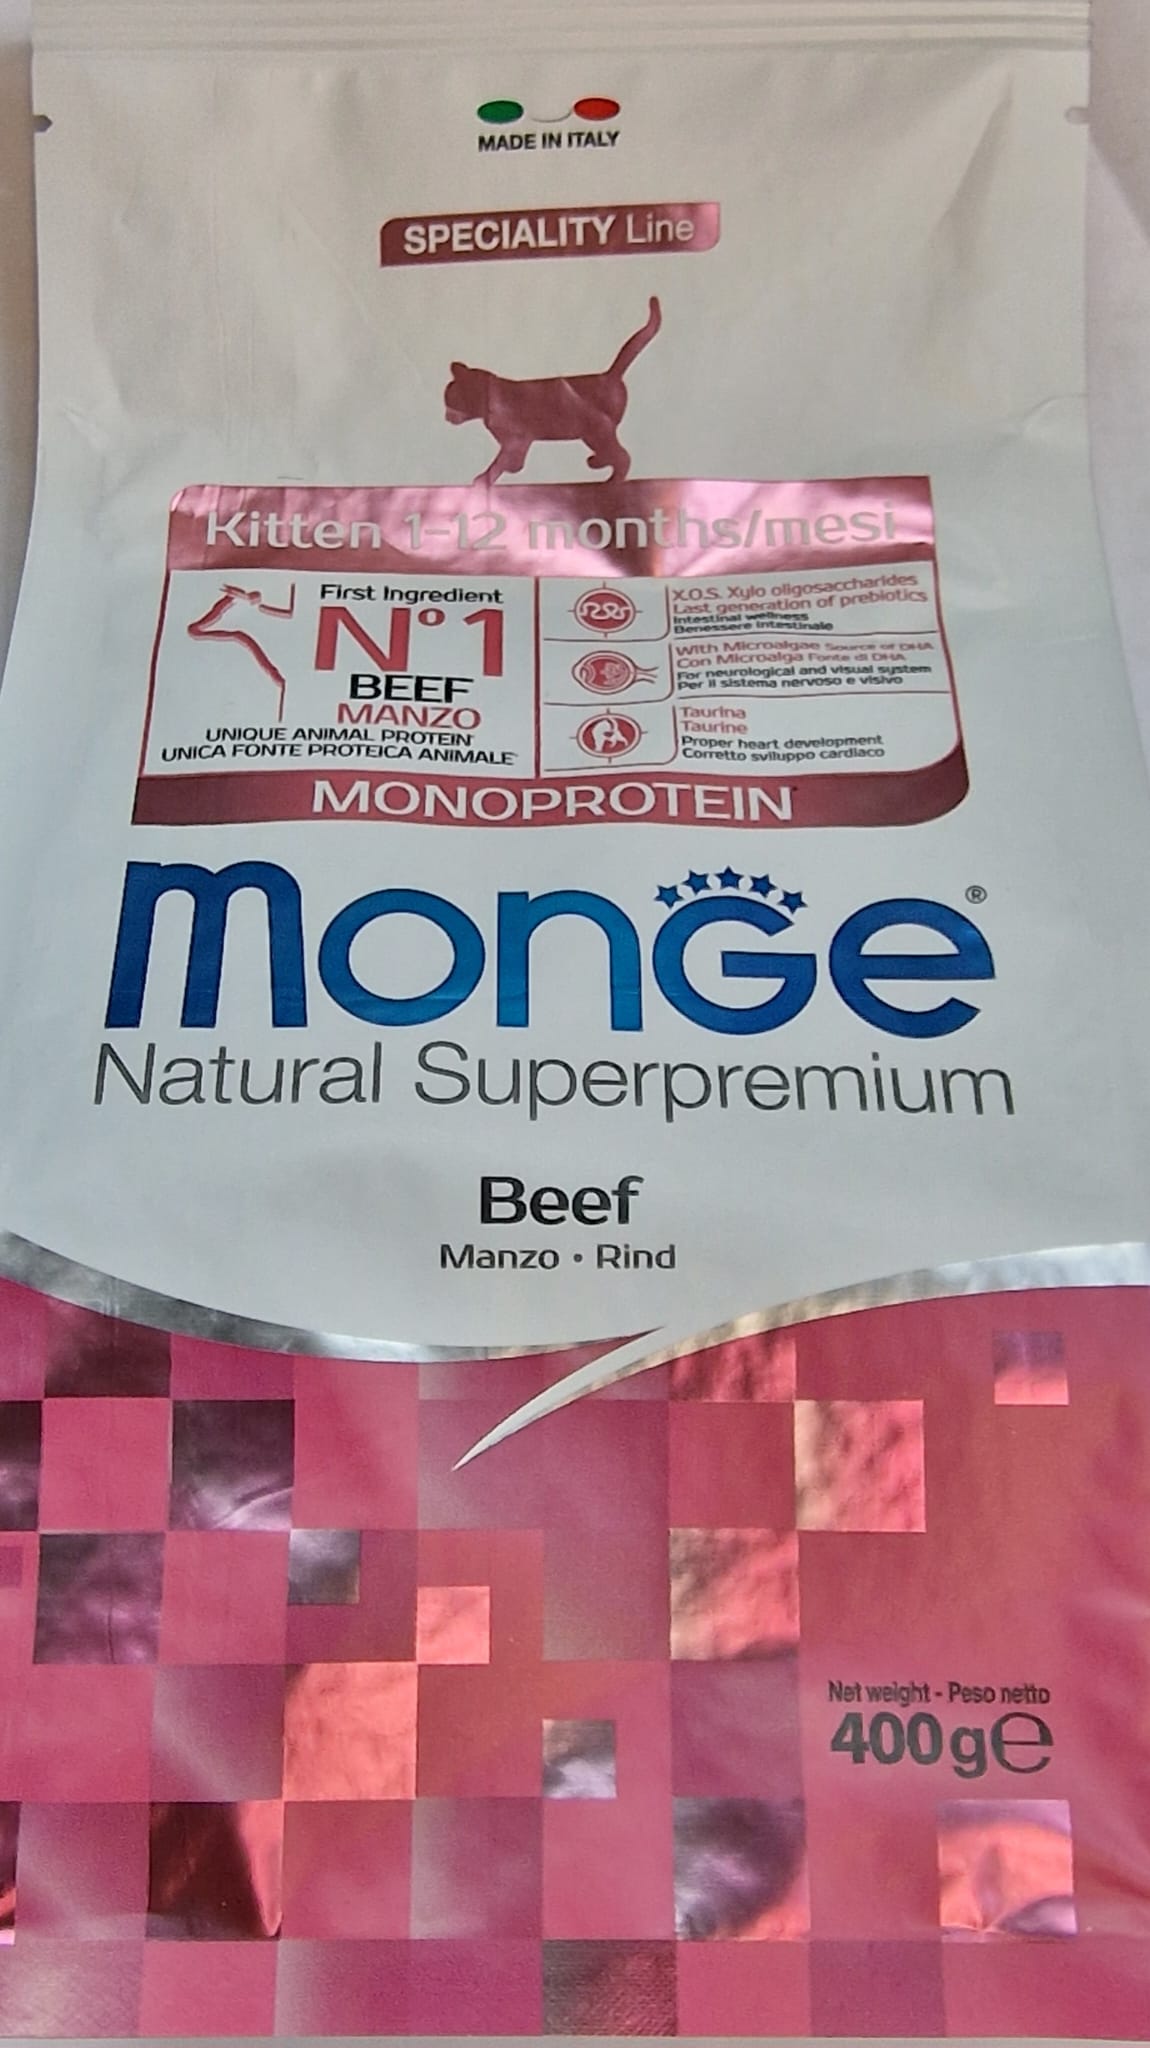 MADE IN ITALY
SPECIALITY Line
Kitten 1-12 months/mesi
First Ingredient
N° 1
BEEF
MANZO
UNIQUE ANIMAL PROTEIN*
UNICA FONTE PROTEICA ANIMALE*
X.O.S. Xylo oligosaccharides
Last generation of prebiotics
Intestinal wellness
Benessere intestinale
With Microalgae Source of DHA
Con Microalga Fonte di DHA
For neurological and visual system
Per il sistema nervoso e visivo
Taurina
Taurine
Proper heart development
Corretto sviluppo cardiaco
MONOPROTEIN*
monGe®
Natural Superpremium
Beef
Manzo • Rind
Net weight - Peso netto
400g℮